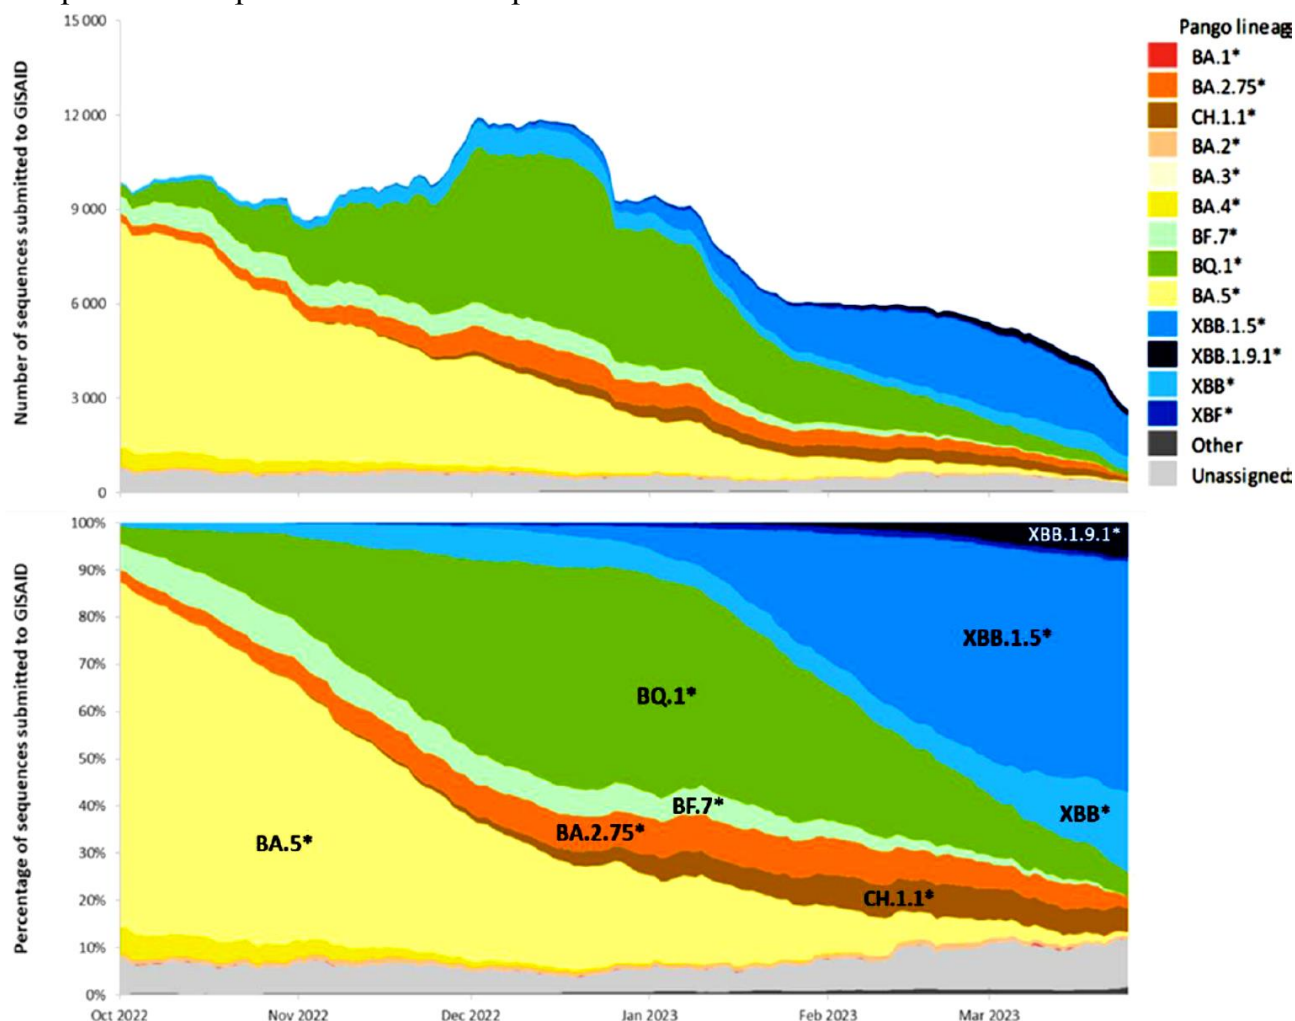 15 000
12 000
9 000
6 000
3 000
0
Number of sequences submitted to GISAID
Pango lineag
BA.1*
BA.2.75*
CH.1.1*
BA.2*
BA.3*
BA.4*
BF.7*
BQ.1*
BA.5*
XBB.1.5*
XBB.1.9.1*
XBB*
XBF*
Other
Unassigned
100%
90%
80%
70%
60%
50%
40%
30%
20%
10%
0%
Percentage of sequences submitted to GISAID
XBB.1.9.1*
XBB.1.5*
BQ.1*
BF.7*
XBB*
BA.2.75*
BA.5*
CH.1.1*
Oct 2022
Nov 2022
Dec 2022
Jan 2023
Feb 2023
Mar 2023